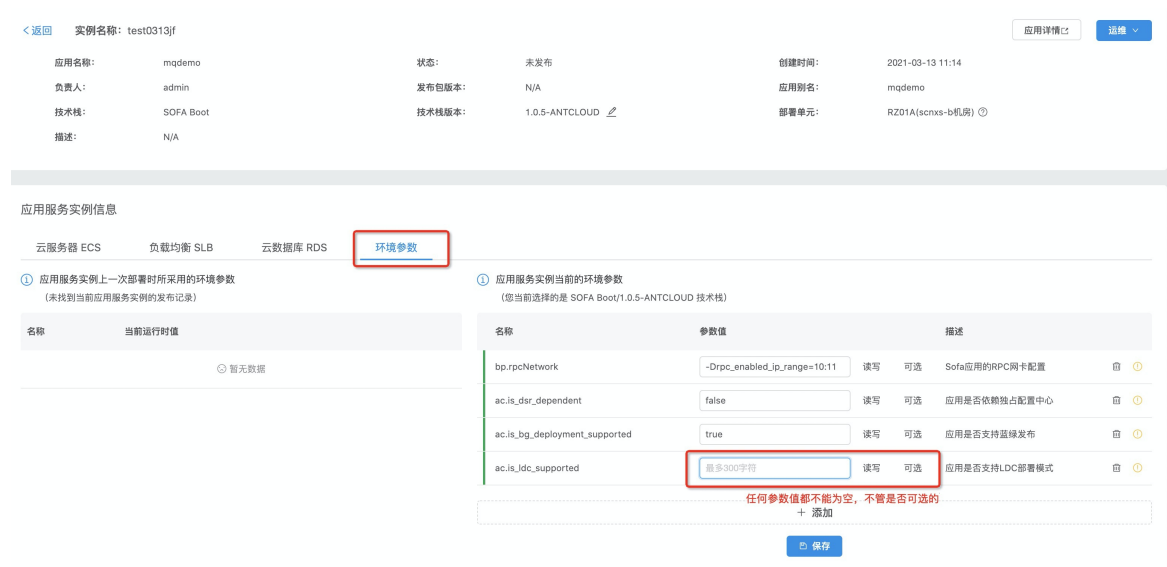 返回 实例名称: test0313jf 应用详情 运维
应用名称: mqdemo 状态: 未发布 创建时间: 2021-03-13 11:14
负责人: admin 发布包版本: N/A 应用别名: mqdemo
技术栈: SOFA Boot 技术栈版本: 1.0.5-ANTCLOUD 部署单元: RZ01A(scnxs-b机房)
描述: N/A
应用服务实例信息
云服务器 ECS 负载均衡 SLB 云数据库 RDS 环境参数
应用服务实例上一次部署时所采用的环境参数 应用服务实例当前的环境参数
(未找到当前应用服务实例的发布记录) (您当前选择的是 SOFA Boot/1.0.5-ANTCLOUD 技术栈)
名称 当前运行时值 名称 参数值 描述
暂无数据 bp.rpcNetwork -Drpc_enabled_ip_range=10:11 读写 可选 Sofa应用的RPC网卡配置
ac.is_dsr_dependent false 读写 可选 应用是否依赖独占配置中心
ac.is_bg_deployment_supported true 读写 可选 应用是否支持蓝绿发布
ac.is_ldc_supported 最多300字符 读写 可选 应用是否支持LDC部署模式
任何参数值都不能为空，不管是否可选的
+ 添加
保存